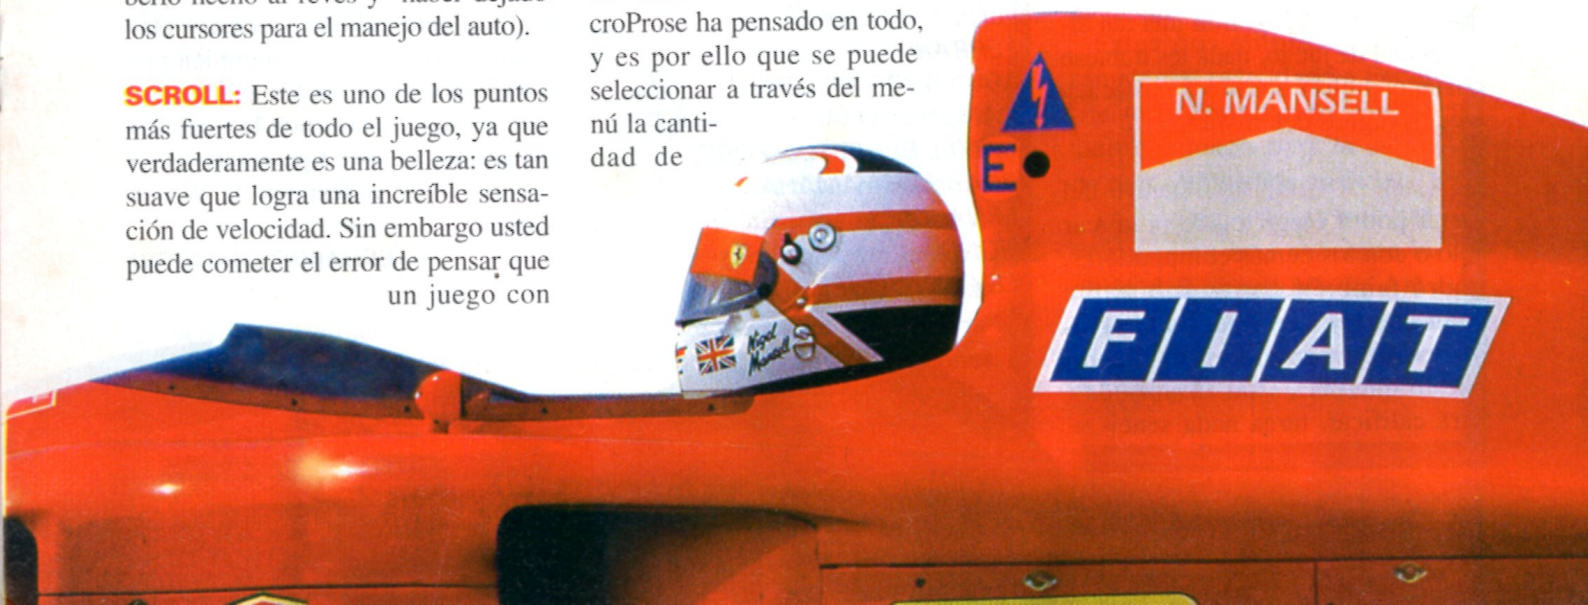 los cursores para el manejo del auto).
SCROLL: Este es uno de los puntos
más fuertes de todo el juego, ya que
verdaderamente es una belleza: es tan
suave que logra una increíble sensa-
ción de velocidad. Sin embargo usted
puede cometer el error de pensar que
un juego con
croProse ha pensado en todo,
y es por ello que se puede
seleccionar a través del me-
nú la canti-
dad de
Nigel
Mansell
E
N. MANSELL
FIAT